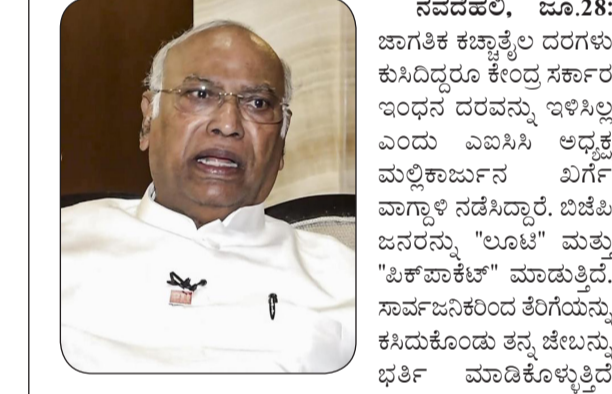 ನವದೆಹಲಿ, ಜೂ.28:
ಜಾಗತಿಕ ಕಚ್ಚಾತೈಲ ದರಗಳು
ಕುಸಿದಿದ್ದರೂ ಕೇಂದ್ರ ಸರ್ಕಾರ
ಇಂಧನ ದರವನ್ನು ಇಳಿಸಿಲ್ಲ
ಎಂದು ಎಐಸಿಸಿ ಅಧ್ಯಕ್ಷ
ಮಲ್ಲಿಕಾರ್ಜುನ ಖರ್ಗೆ
ವಾಗ್ದಾಳಿ ನಡೆಸಿದ್ದಾರೆ. ಬಿಜೆಪಿ
ಜನರನ್ನು "ಲೂಟಿ" ಮತ್ತು
"ಪಿಕ್‌ಪಾಕೆಟ್" ಮಾಡುತ್ತಿದೆ.
ಸಾರ್ವಜನಿಕರಿಂದ ತೆರಿಗೆಯನ್ನು
ಕಸಿದುಕೊಂಡು ತನ್ನ ಜೇಬನ್ನು
ಭರ್ತಿ ಮಾಡಿಕೊಳ್ಳುತ್ತಿದೆ